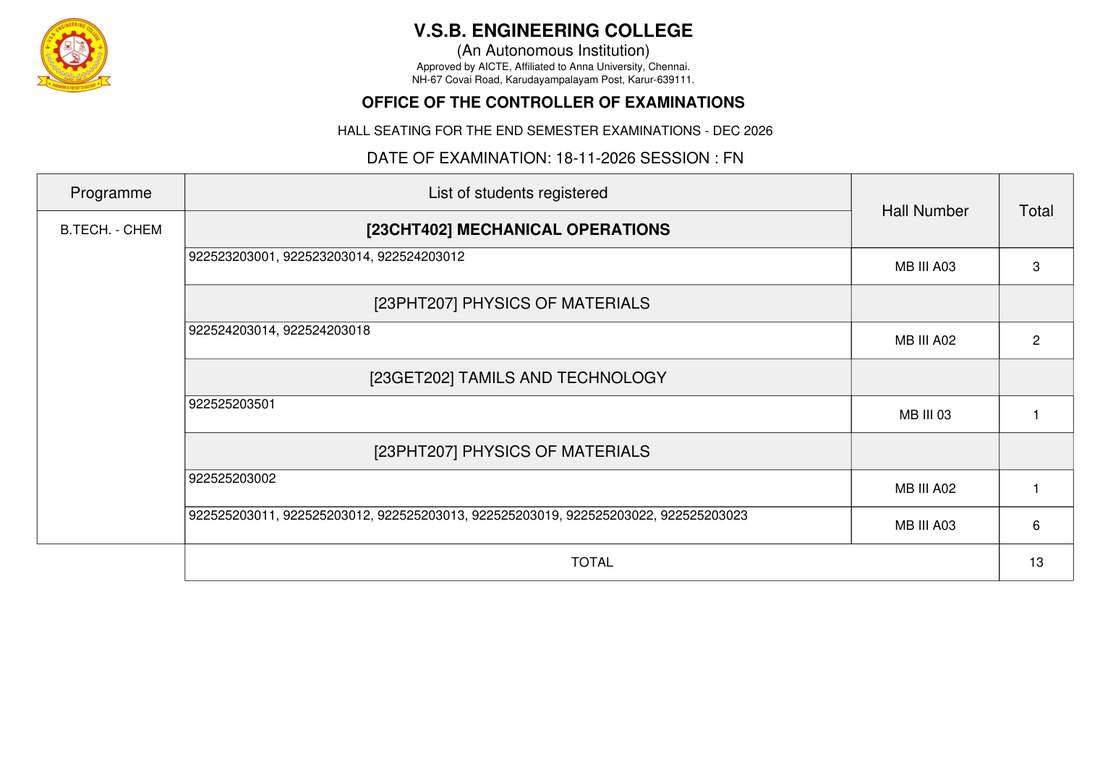 V.S.B. ENGINEERING COLLEGE
(An Autonomous Institution)
Approved by AICTE, Affiliated to Anna University, Chennai.
NH-67 Covai Road, Karudayampalayam Post, Karur-639111.
OFFICE OF THE CONTROLLER OF EXAMINATIONS
HALL SEATING FOR THE END SEMESTER EXAMINATIONS - DEC 2026
DATE OF EXAMINATION: 18-11-2026 SESSION : FN
Programme List of students registered Hall Number Total
B.TECH. - CHEM [23CHT402] MECHANICAL OPERATIONS
922523203001, 922523203014, 922524203012 MB III A03 3
[23PHT207] PHYSICS OF MATERIALS
922524203014, 922524203018 MB III A02 2
[23GET202] TAMILS AND TECHNOLOGY
922525203501 MB III 03 1
[23PHT207] PHYSICS OF MATERIALS
922525203002 MB III A02 1
922525203011, 922525203012, 922525203013, 922525203019, 922525203022, 922525203023 MB III A03 6
TOTAL 13